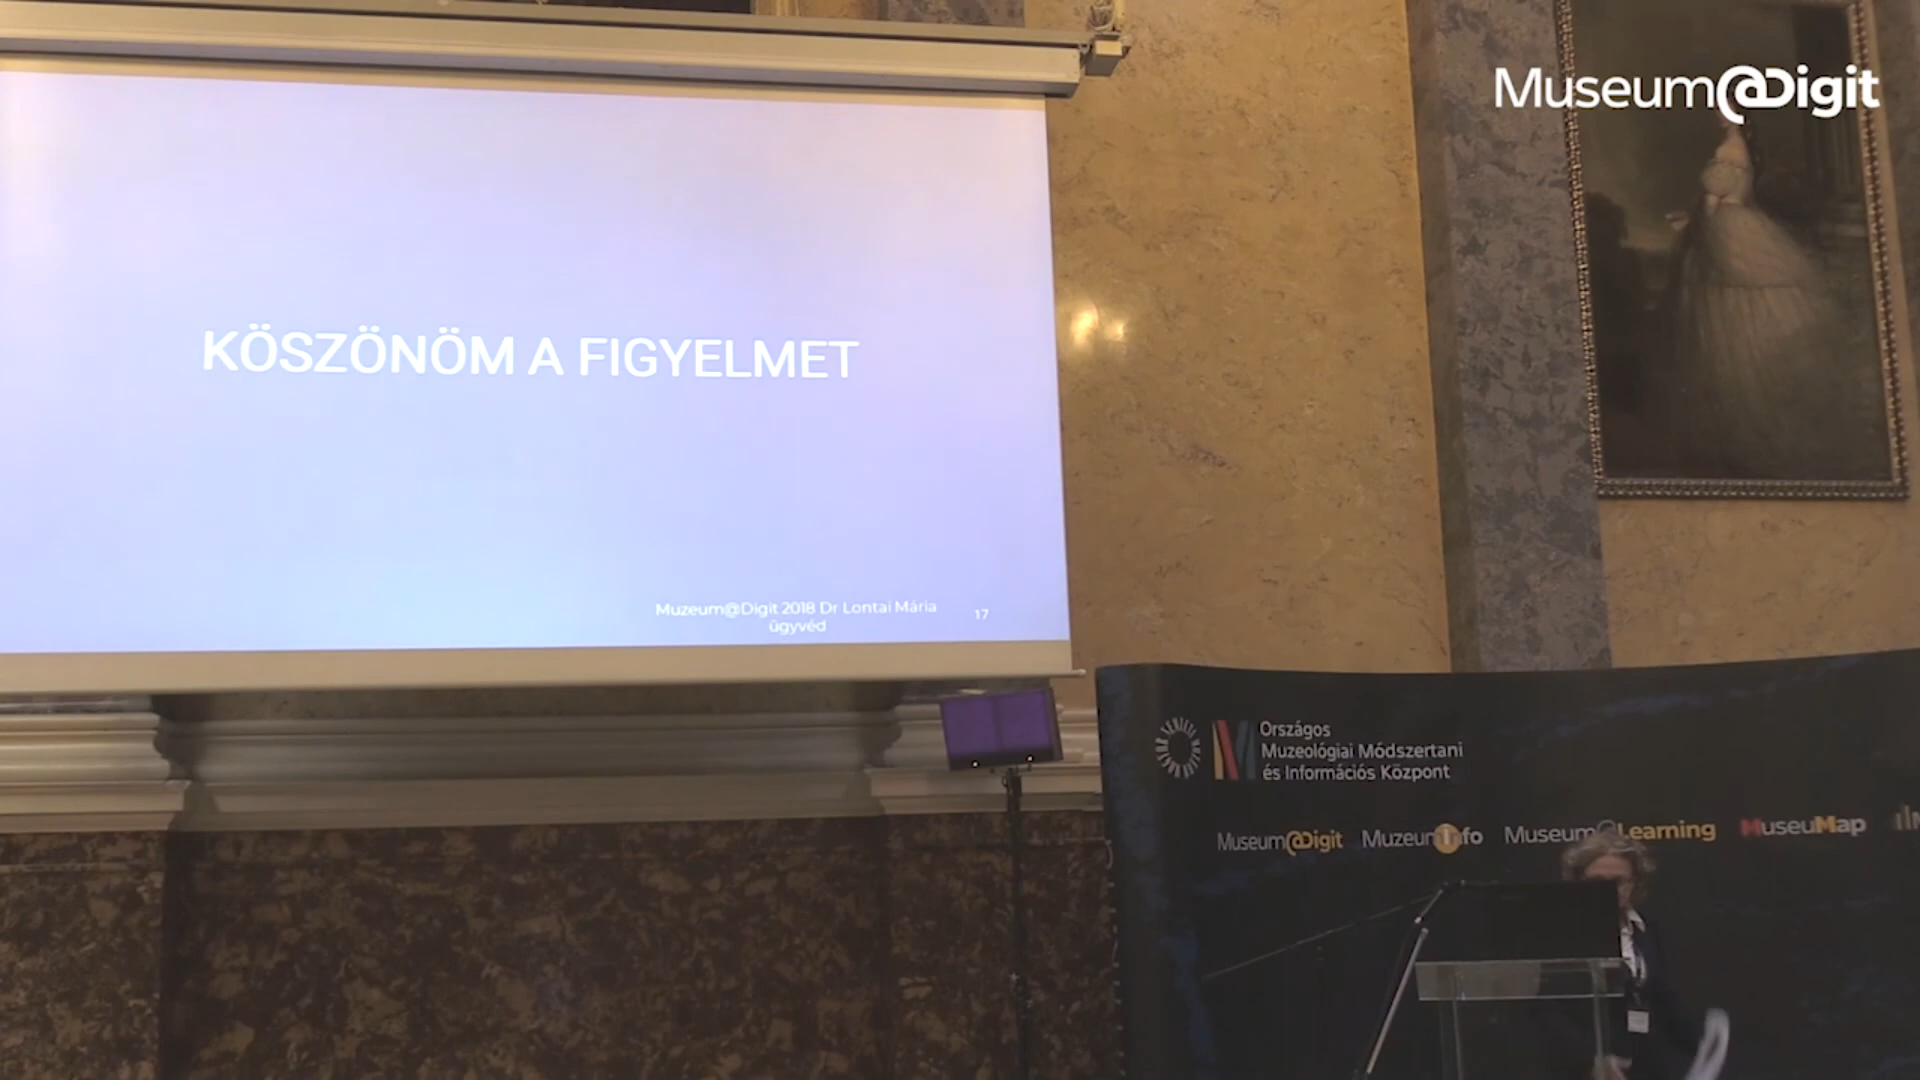 Museum@Digit
KÖSZÖNÖM A FIGYELMET
Muzeum@Digit 2018 Dr Lontai Mária
ügyvéd
17
Országos
Muzeológiai Módszertani
és Információs Központ
Museum@Digit MuzeumInfo Museum@Learning MuseuMap